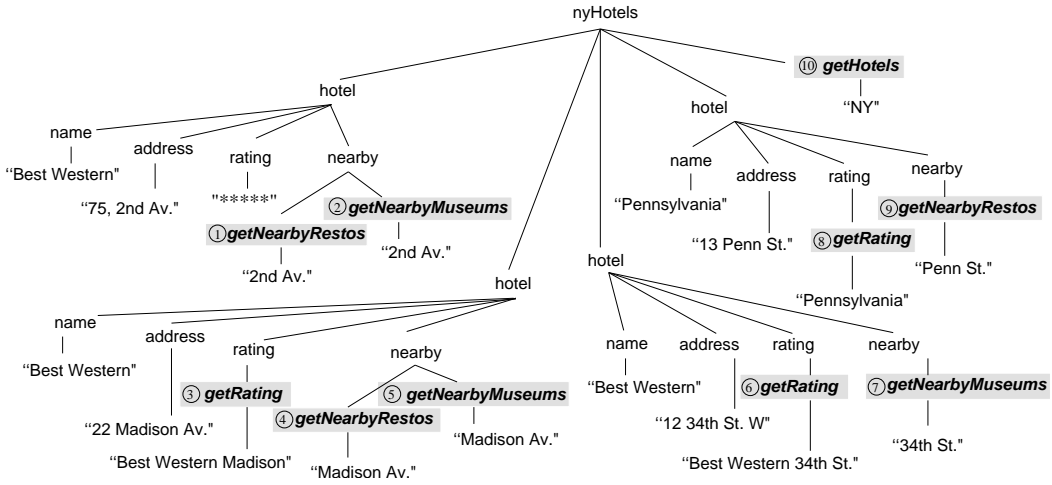 nyHotels
⑩ getHotels
“NY"
hotel
name
“Best Western"
address
“75, 2nd Av."
rating
"*****"
nearby
① getNearbyRestos
“2nd Av."
② getNearbyMuseums
“2nd Av."
hotel
name
“Pennsylvania"
address
“13 Penn St."
rating
⑧ getRating
“Pennsylvania"
nearby
⑨ getNearbyRestos
“Penn St."
hotel
name
“Best Western"
address
“22 Madison Av."
rating
③ getRating
“Best Western Madison"
nearby
④ getNearbyRestos
“Madison Av."
⑤ getNearbyMuseums
“Madison Av."
hotel
name
“Best Western"
address
“12 34th St. W"
rating
⑥ getRating
“Best Western 34th St."
nearby
⑦ getNearbyMuseums
“34th St."